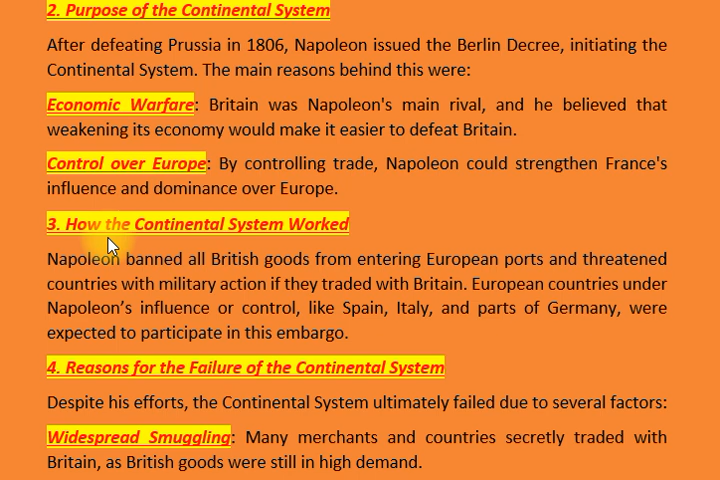 2. Purpose of the Continental System
After defeating Prussia in 1806, Napoleon issued the Berlin Decree, initiating the
Continental System. The main reasons behind this were:
Economic Warfare: Britain was Napoleon's main rival, and he believed that
weakening its economy would make it easier to defeat Britain.
Control over Europe: By controlling trade, Napoleon could strengthen France's
influence and dominance over Europe.
3. How the Continental System Worked
Napoleon banned all British goods from entering European ports and threatened
countries with military action if they traded with Britain. European countries under
Napoleon’s influence or control, like Spain, Italy, and parts of Germany, were
expected to participate in this embargo.
4. Reasons for the Failure of the Continental System
Despite his efforts, the Continental System ultimately failed due to several factors:
Widespread Smuggling: Many merchants and countries secretly traded with
Britain, as British goods were still in high demand.